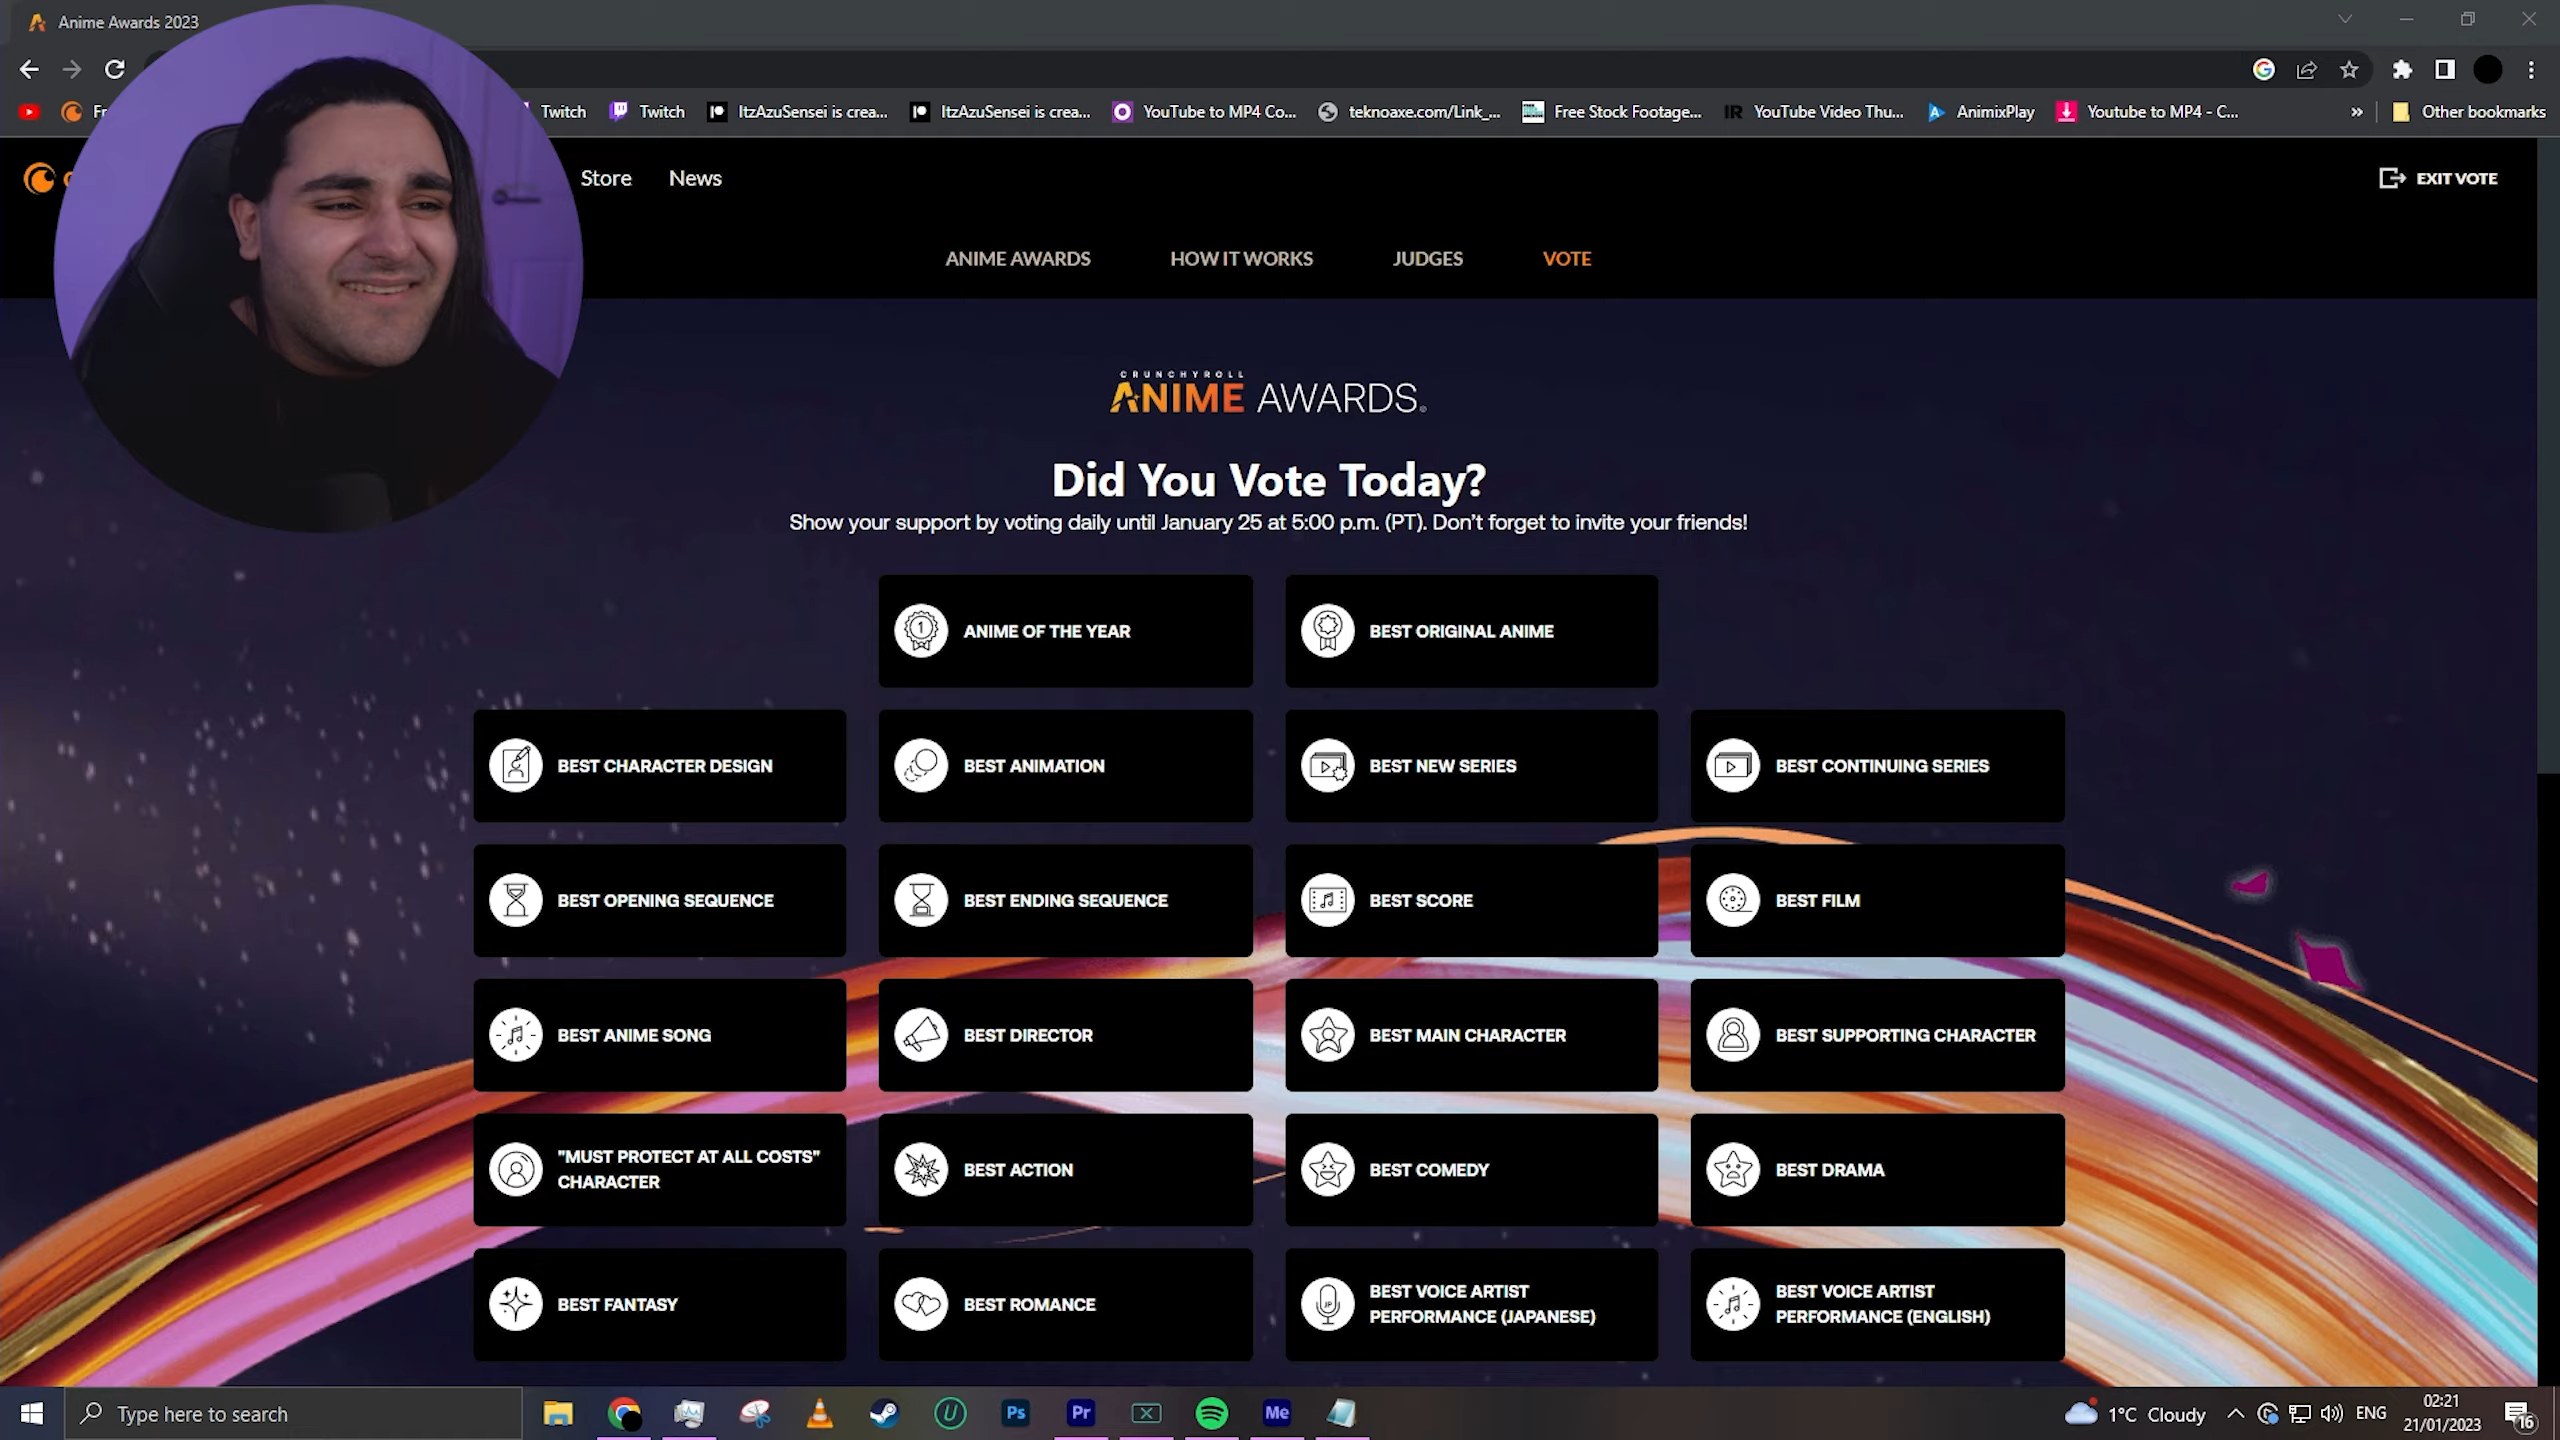 Anime Awards 2023
Fr
Twitch
Twitch
ItzAzuSensei is crea...
ItzAzuSensei is crea...
YouTube to MP4 Co...
teknoaxe.com/Link_...
Free Stock Footage...
YouTube Video Thu...
AnimixPlay
Youtube to MP4 - C...
»
Other bookmarks
Store
News
EXIT VOTE
ANIME AWARDS
HOW IT WORKS
JUDGES
VOTE
CRUNCHYROLL
ANIME AWARDS
Did You Vote Today?
Show your support by voting daily until January 25 at 5:00 p.m. (PT). Don't forget to invite your friends!
1
ANIME OF THE YEAR
BEST ORIGINAL ANIME
BEST CHARACTER DESIGN
BEST ANIMATION
BEST NEW SERIES
BEST CONTINUING SERIES
BEST OPENING SEQUENCE
BEST ENDING SEQUENCE
BEST SCORE
BEST FILM
BEST ANIME SONG
BEST DIRECTOR
BEST MAIN CHARACTER
BEST SUPPORTING CHARACTER
"MUST PROTECT AT ALL COSTS"
CHARACTER
BEST ACTION
BEST COMEDY
BEST DRAMA
BEST FANTASY
BEST ROMANCE
JP
BEST VOICE ARTIST
PERFORMANCE (JAPANESE)
BEST VOICE ARTIST
PERFORMANCE (ENGLISH)
Type here to search
Ps
Pr
Me
1°C Cloudy
ENG
02:21
21/01/2023
16